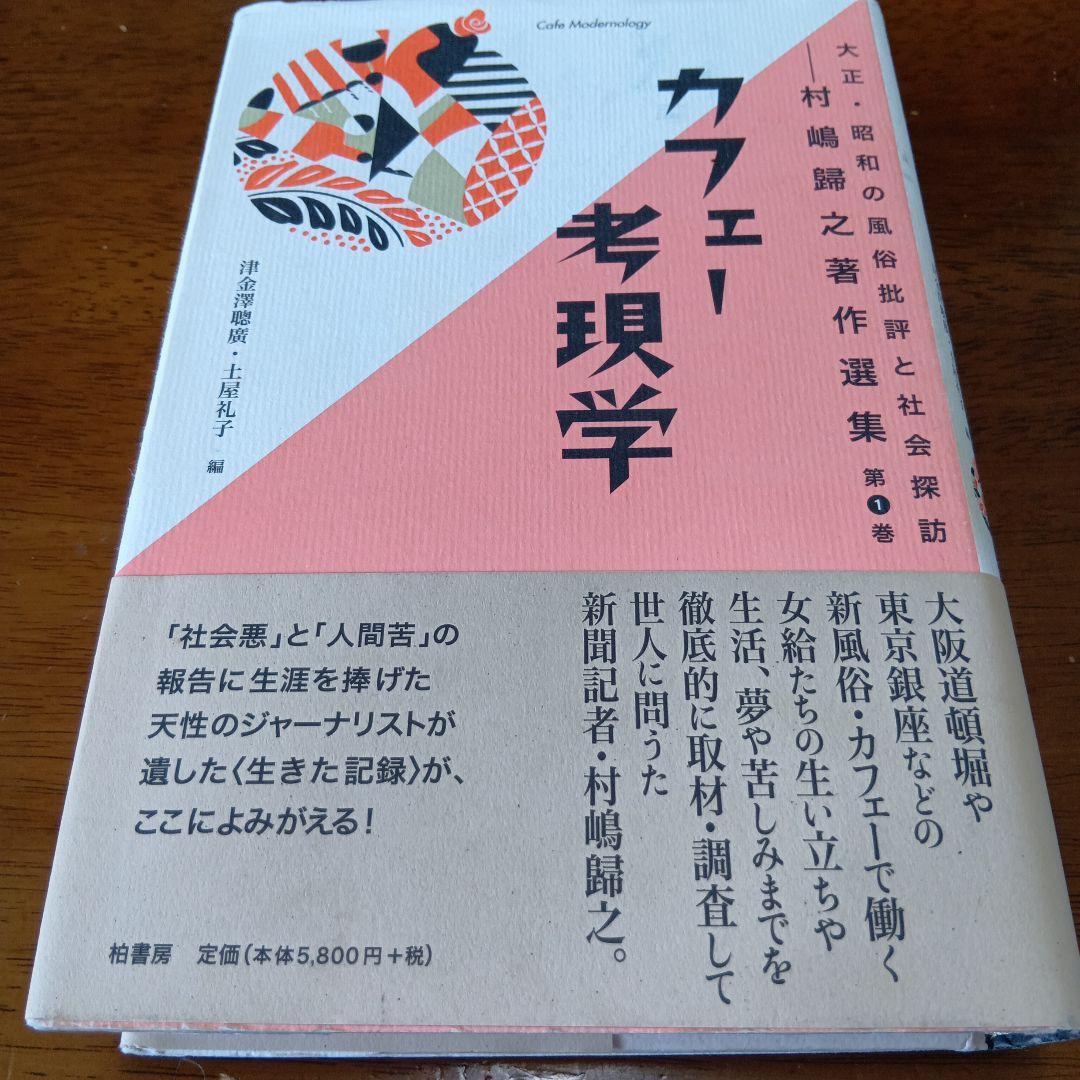 Cafe Modernology
大正・昭和の風俗批評と社会探訪
――村嶋歸之著作選集 第1巻
カフェー
考現学
津金澤聰廣・土屋礼子 編
大阪道頓堀や
東京銀座などの
新風俗・カフェーで働く
女給たちの生い立ちや
生活、夢や苦しみまでを
徹底的に取材・調査して
世人に問うた
新聞記者・村嶋歸之。
「社会悪」と「人間苦」の
報告に生涯を捧げた
天性のジャーナリストが
遺した〈生きた記録〉が、
ここによみがえる!
柏書房 定価(本体5,800円+税)